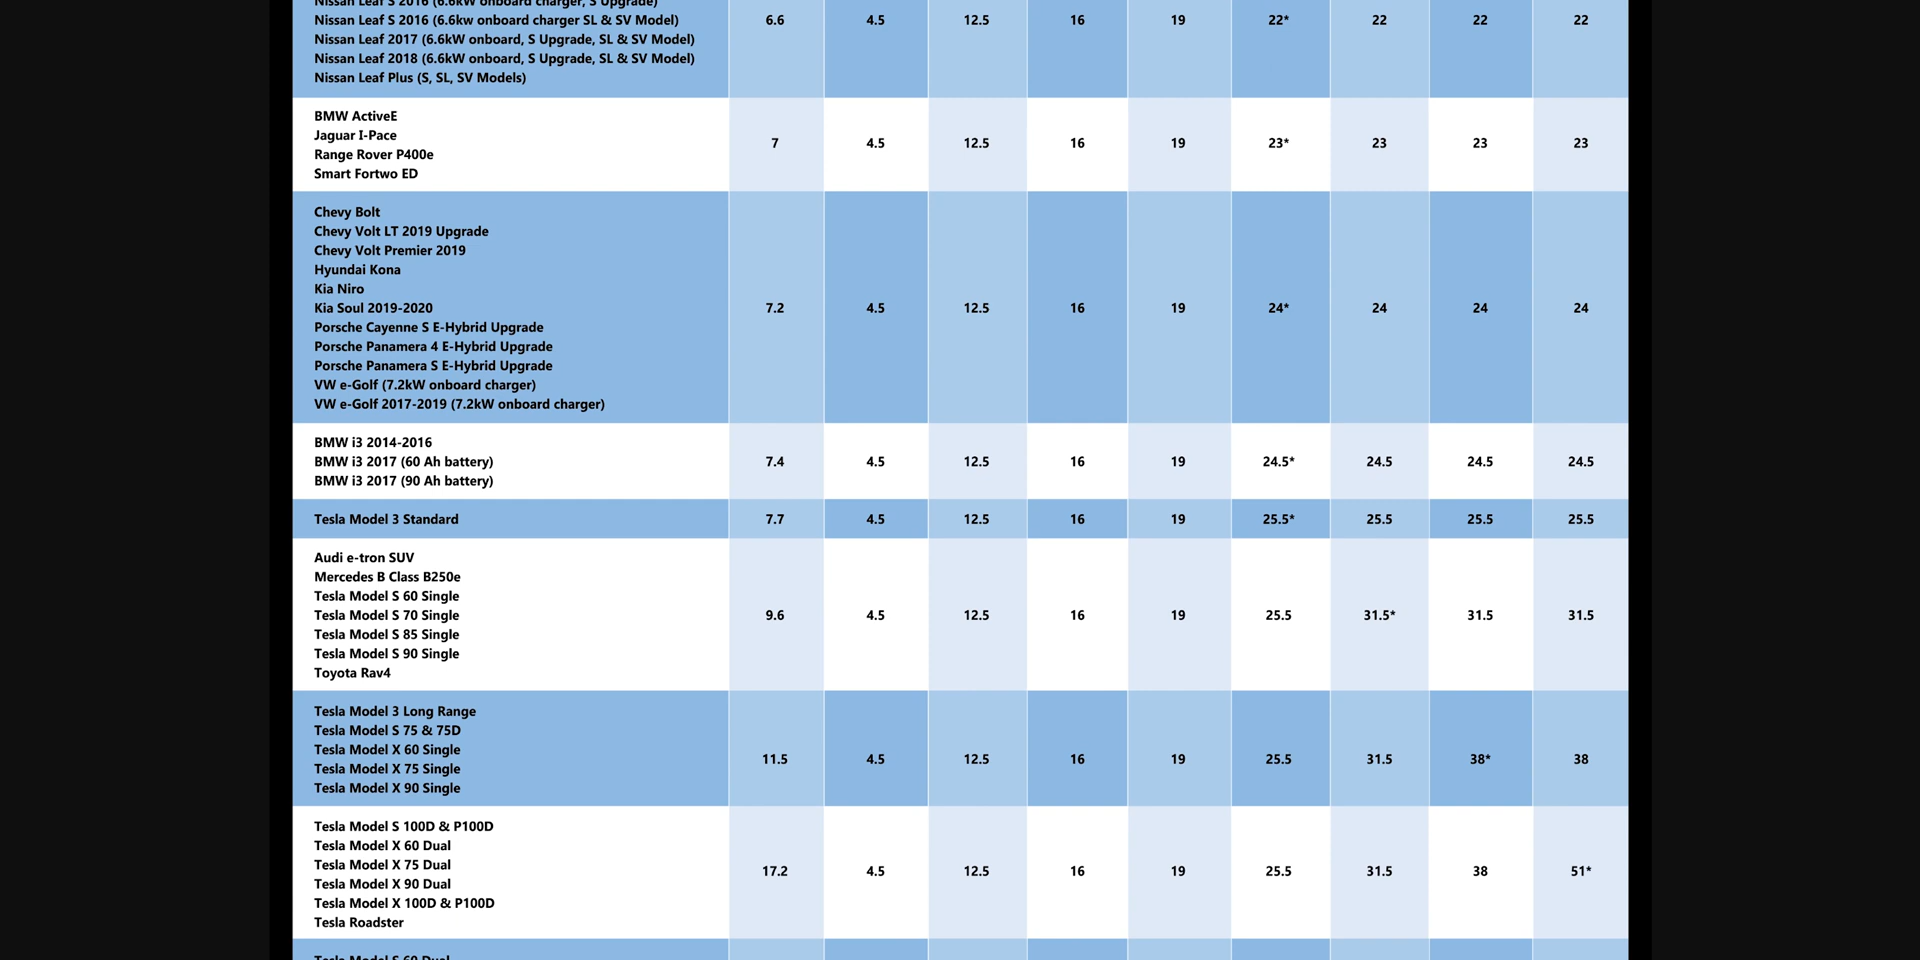 Nissan Leaf S 2016 (6.6kW onboard charger, S Upgrade)
Nissan Leaf S 2016 (6.6kw onboard charger SL & SV Model)
Nissan Leaf 2017 (6.6kW onboard, S Upgrade, SL & SV Model)
Nissan Leaf 2018 (6.6kW onboard, S Upgrade, SL & SV Model)
Nissan Leaf Plus (S, SL, SV Models)
6.6 4.5 12.5 16 19 22* 22 22 22
BMW ActiveE
Jaguar I-Pace
Range Rover P400e
Smart Fortwo ED
7 4.5 12.5 16 19 23* 23 23 23
Chevy Bolt
Chevy Volt LT 2019 Upgrade
Chevy Volt Premier 2019
Hyundai Kona
Kia Niro
Kia Soul 2019-2020
Porsche Cayenne S E-Hybrid Upgrade
Porsche Panamera 4 E-Hybrid Upgrade
Porsche Panamera S E-Hybrid Upgrade
VW e-Golf (7.2kW onboard charger)
VW e-Golf 2017-2019 (7.2kW onboard charger)
7.2 4.5 12.5 16 19 24* 24 24 24
BMW i3 2014-2016
BMW i3 2017 (60 Ah battery)
BMW i3 2017 (90 Ah battery)
7.4 4.5 12.5 16 19 24.5* 24.5 24.5 24.5
Tesla Model 3 Standard 7.7 4.5 12.5 16 19 25.5* 25.5 25.5 25.5
Audi e-tron SUV
Mercedes B Class B250e
Tesla Model S 60 Single
Tesla Model S 70 Single
Tesla Model S 85 Single
Tesla Model S 90 Single
Toyota Rav4
9.6 4.5 12.5 16 19 25.5 31.5* 31.5 31.5
Tesla Model 3 Long Range
Tesla Model S 75 & 75D
Tesla Model X 60 Single
Tesla Model X 75 Single
Tesla Model X 90 Single
11.5 4.5 12.5 16 19 25.5 31.5 38* 38
Tesla Model S 100D & P100D
Tesla Model X 60 Dual
Tesla Model X 75 Dual
Tesla Model X 90 Dual
Tesla Model X 100D & P100D
Tesla Roadster
17.2 4.5 12.5 16 19 25.5 31.5 38 51*
Tesla Model S 60 Dual